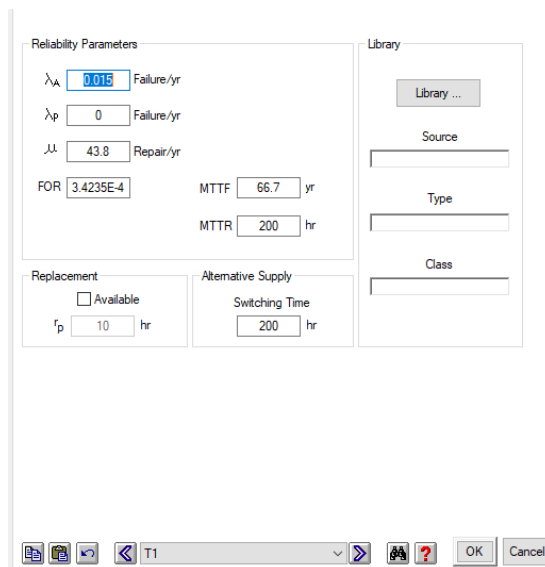 Reliability Parameters
λA 0.015 Failure/yr
λP 0 Failure/yr
μ 43.8 Repair/yr
FOR 3.4235E-4 MTTF 66.7 yr
MTTR 200 hr
Replacement
Available
rp 10 hr
Alternative Supply
Switching Time
200 hr
Library
Library ...
Source
Type
Class
T1
?
OK
Cancel